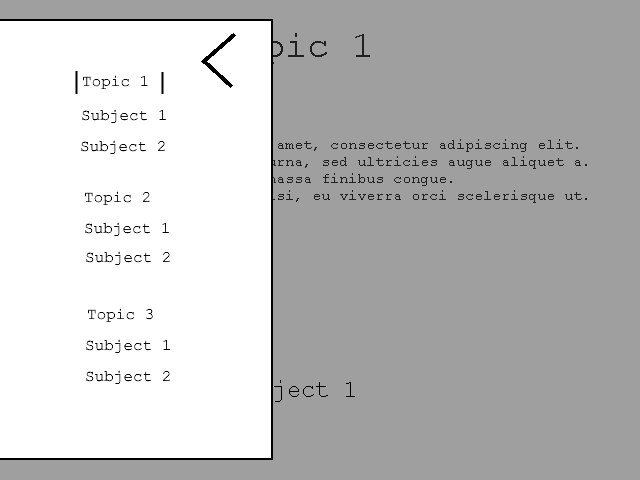 Topic 1
Subject 1
Subject 2
Topic 2
Subject 1
Subject 2
Topic 3
Subject 1
Subject 2
pic 1
amet, consectetur adipiscing elit.
rna, sed ultricies augue aliquet a.
assa finibus congue.
isi, eu viverra orci scelerisque ut.
ject 1